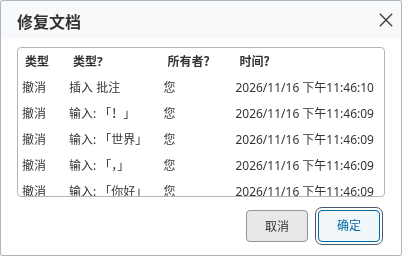 修复文档
类型 类型? 所有者? 时间?
撤消 插入 批注 您 2026/11/16 下午11:46:10
撤消 输入: 「！」 您 2026/11/16 下午11:46:09
撤消 输入: 「世界」 您 2026/11/16 下午11:46:09
撤消 输入: 「,」 您 2026/11/16 下午11:46:09
撤消 输入: 「你好」 您 2026/11/16 下午11:46:09
取消 确定